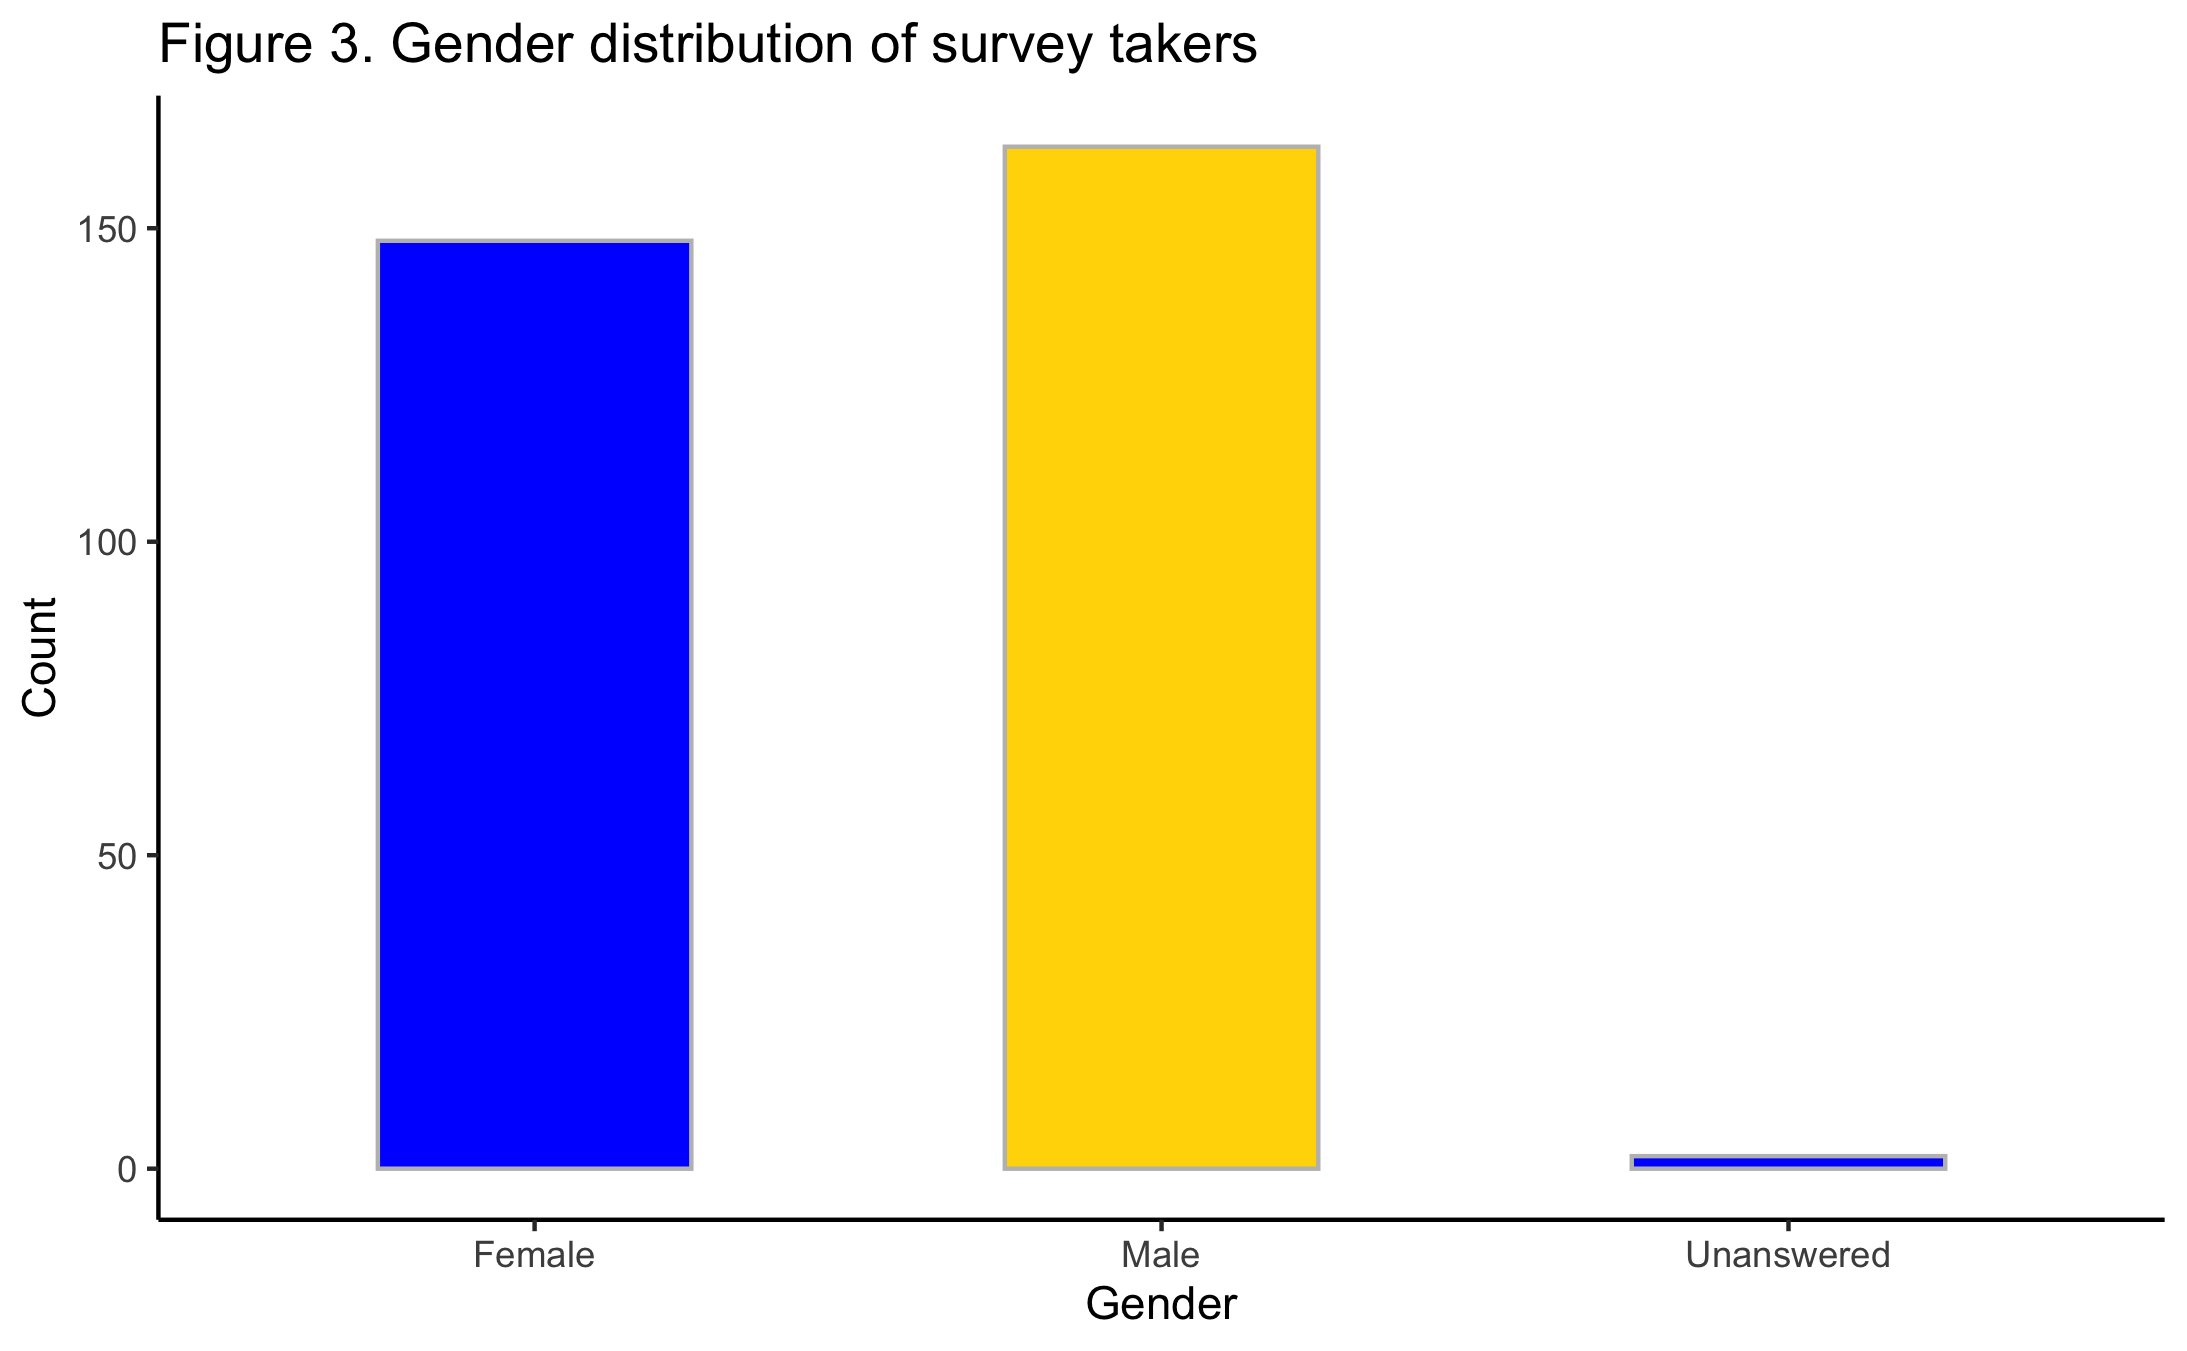 Figure 3. Gender distribution of survey takers
Count
150
100
50
0
Female
Male
Unanswered
Gender